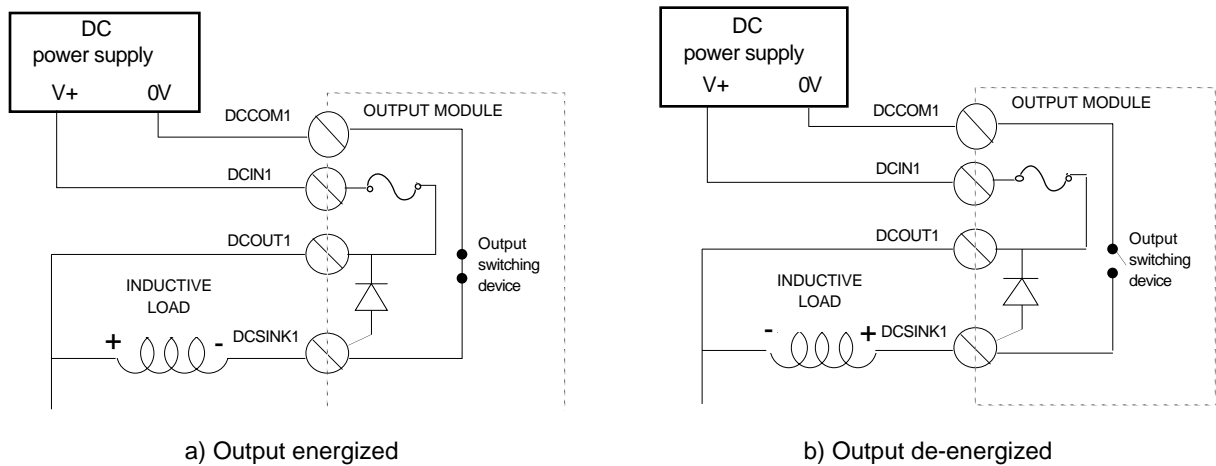 DC
power supply
V+ 0V
DCCOM1
OUTPUT MODULE
DCIN1
DCOUT1
Output
switching
device
INDUCTIVE
LOAD
+ -
DCSINK1
a) Output energized
DC
power supply
V+ 0V
DCCOM1
OUTPUT MODULE
DCIN1
DCOUT1
Output
switching
device
INDUCTIVE
LOAD
- +
DCSINK1
b) Output de-energized